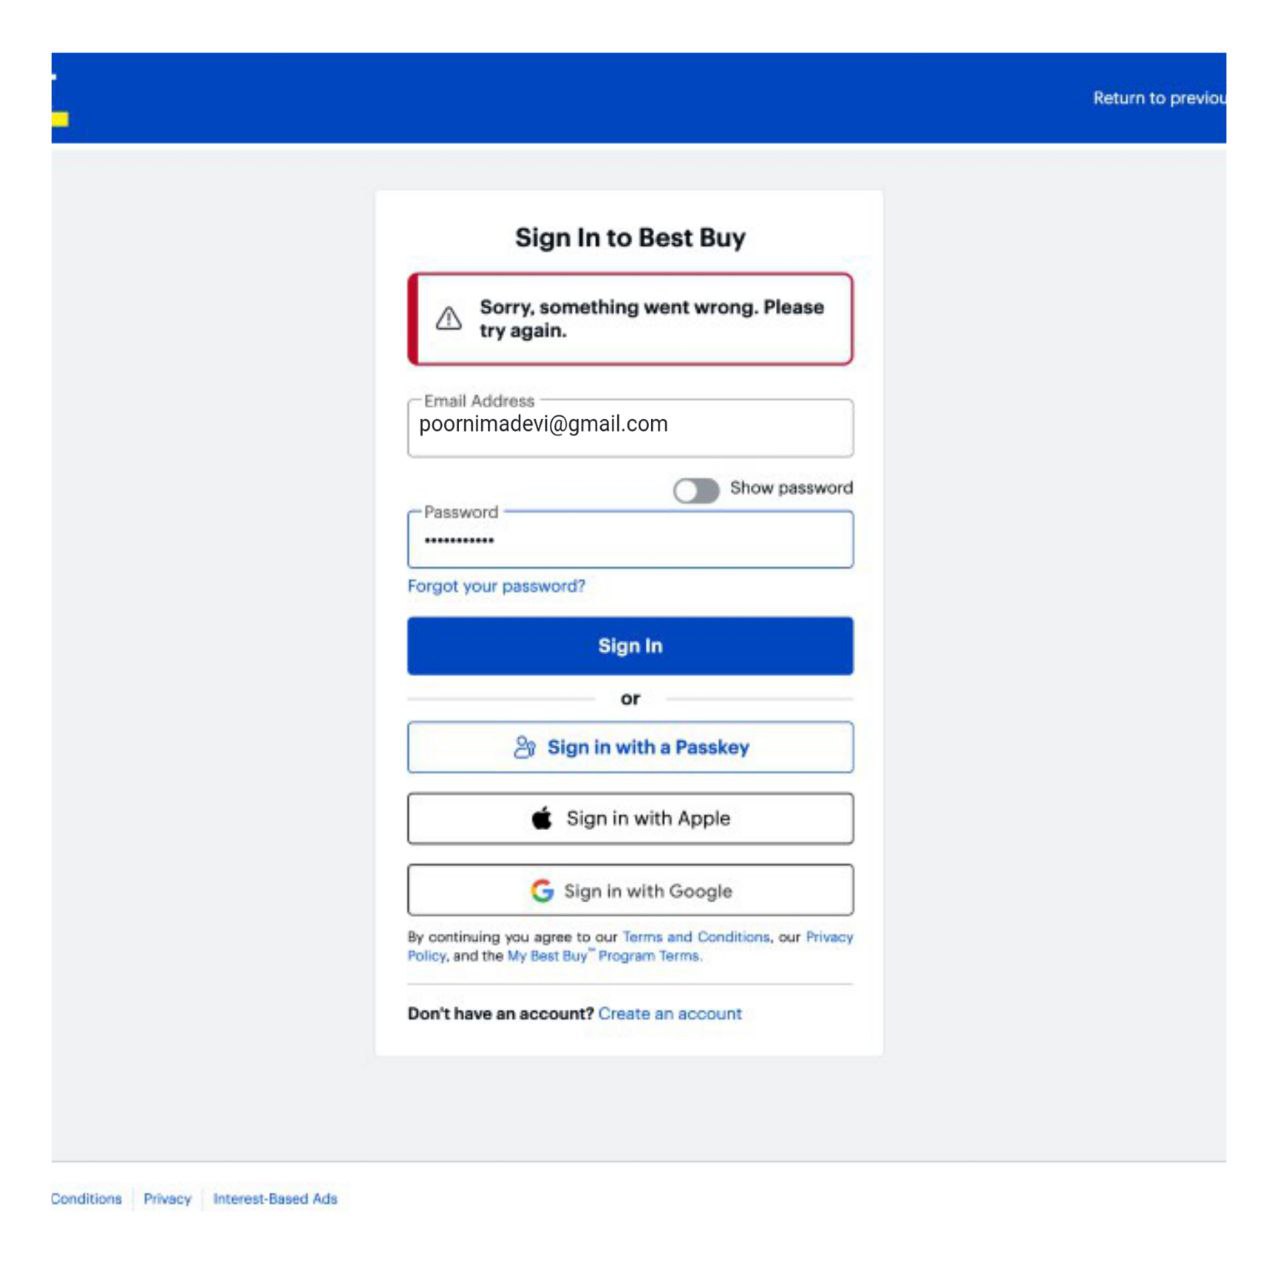 Return to previou
Sign In to Best Buy
Sorry, something went wrong. Please
try again.
Email Address
poornimadevi@gmail.com
Show password
Password
•••••••••••
Forgot your password?
Sign In
or
Sign in with a Passkey
Sign in with Apple
Sign in with Google
By continuing you agree to our Terms and Conditions, our Privacy
Policy, and the My Best Buy™ Program Terms.
Don't have an account? Create an account
Conditions Privacy Interest-Based Ads